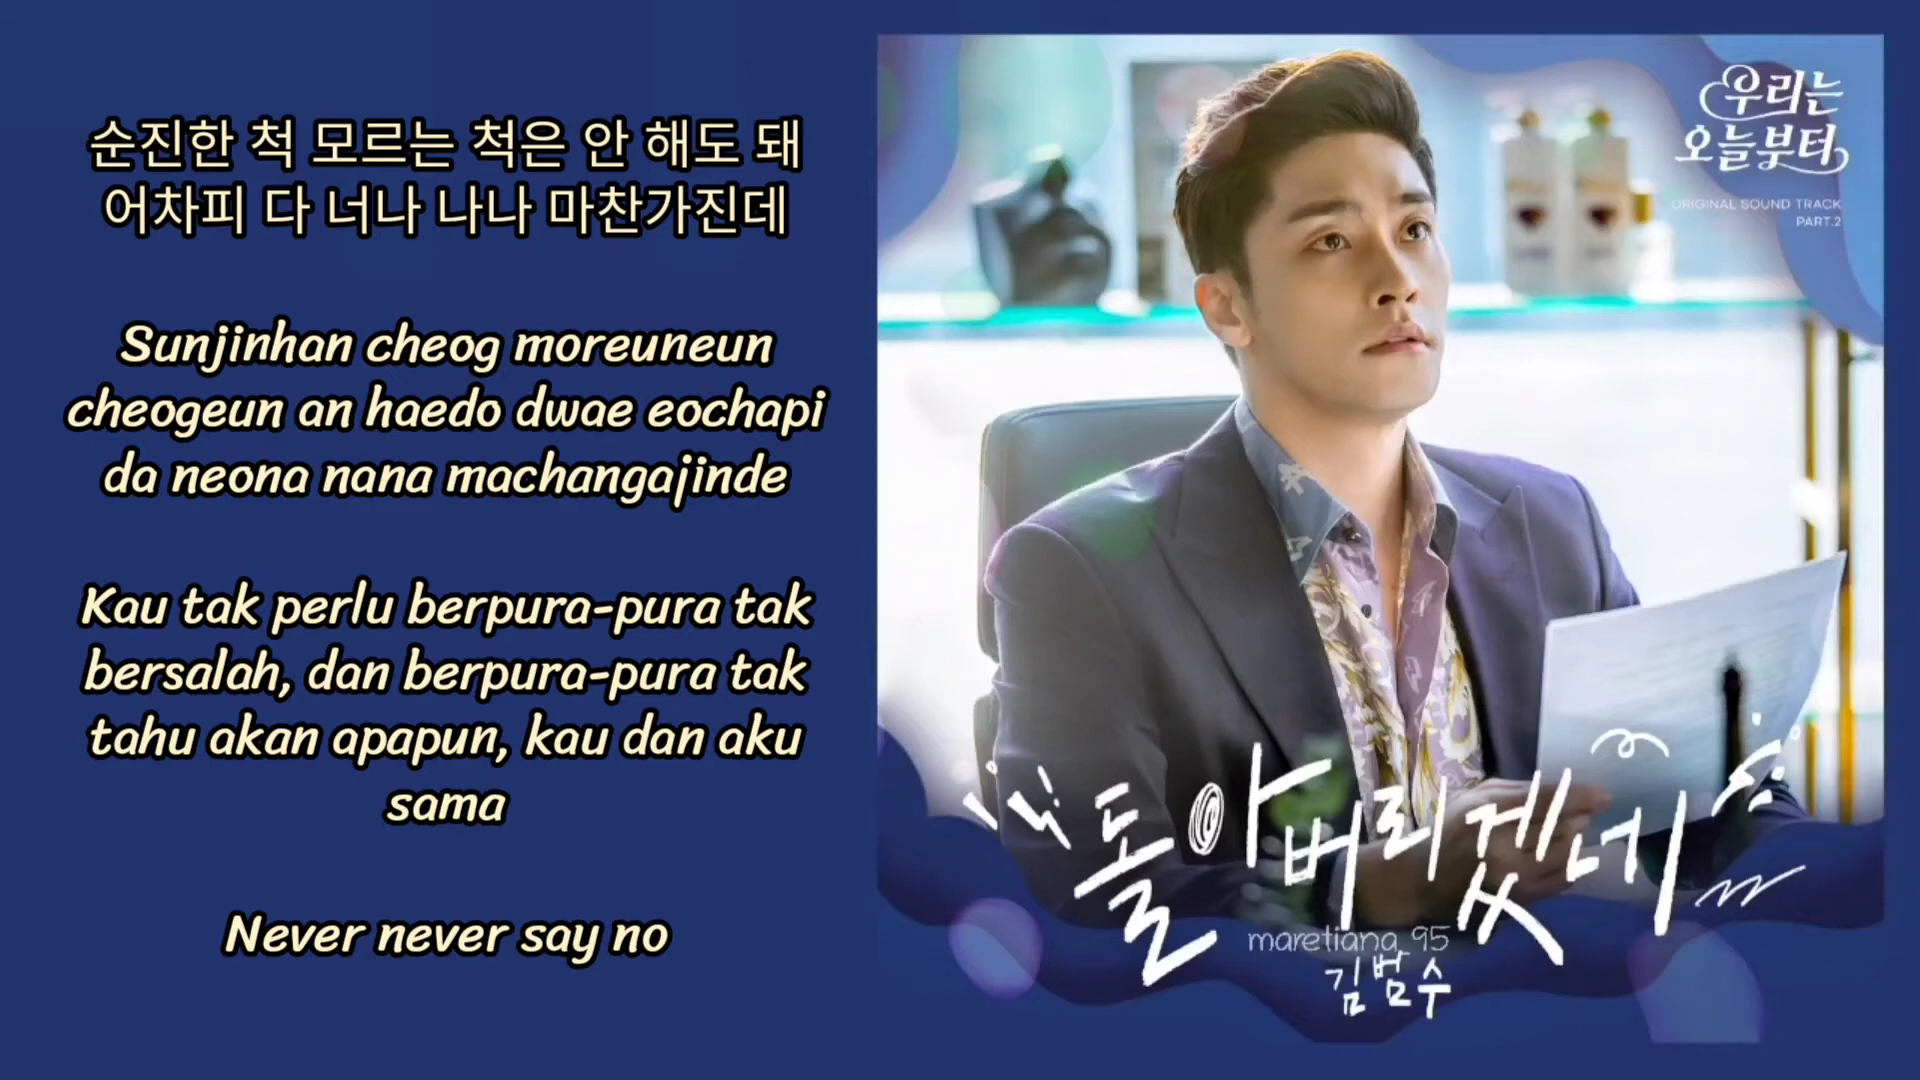 순진한 척 모르는 척은 안 해도 돼
어차피 다 너나 나나 마찬가진데
Sunjinhan cheog moreuneun
cheogeun an haedo dwae eochapi
da neona nana machangajinde
Kau tak perlu berpura-pura tak
bersalah, dan berpura-pura tak
tahu akan apapun, kau dan aku
sama
Never never say no
우리는
오늘부터
ORIGINAL SOUND TRACK
PART.2
돌아버리겠네
maretiana_95
김범수